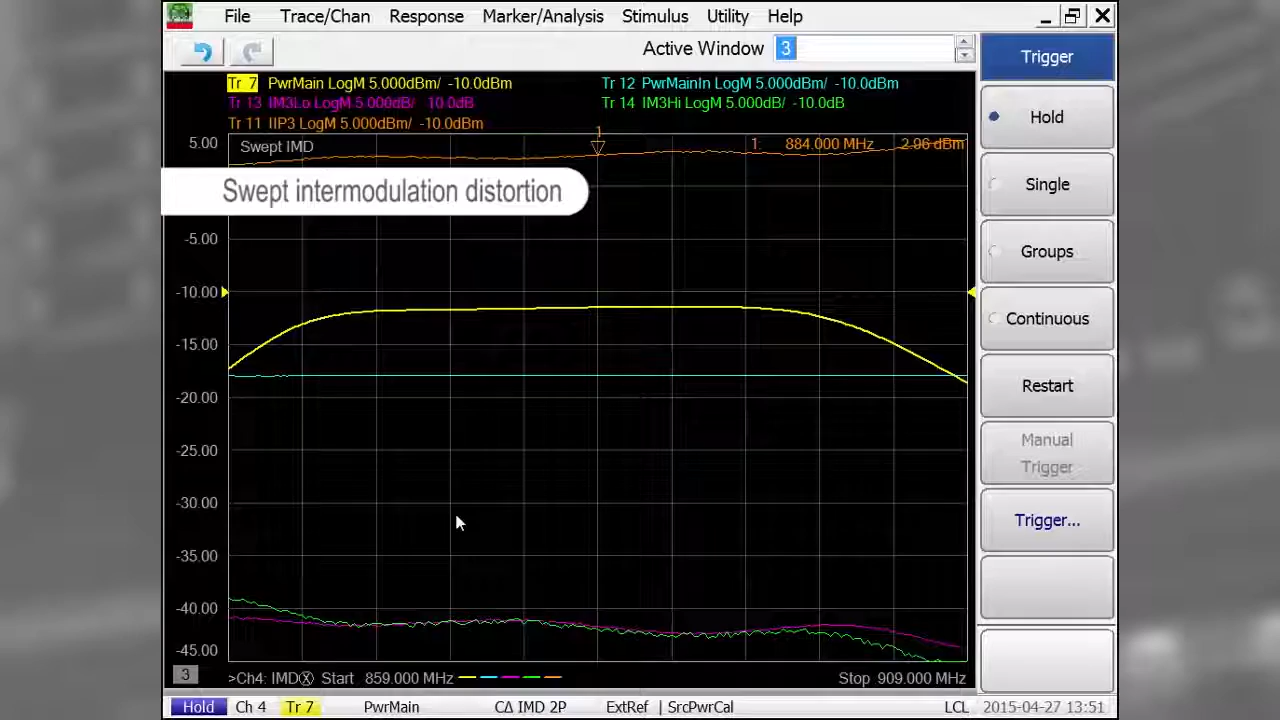 File Trace/Chan Response Marker/Analysis Stimulus Utility Help
Active Window 3
Tr 7 PwrMain LogM 5.000dBm/ -10.0dBm
Tr 12 PwrMainIn LogM 5.000dBm/ -10.0dBm
Tr 13 IM3Lo LogM 5.000dB/ 10.0dB
Tr 14 IM3Hi LogM 5.000dB/ -10.0dB
Tr 11 IIP3 LogM 5.000dBm/ -10.0dBm
5.00
Swept IMD
1
1: 884.000 MHz 2.96 dBm
Swept intermodulation distortion
-5.00
-10.00
-15.00
-20.00
-25.00
-30.00
-35.00
-40.00
-45.00
3
>Ch4: IMDⓍ Start 859.000 MHz
Stop 909.000 MHz
Trigger
Hold
Single
Groups
Continuous
Restart
Manual
Trigger
Trigger...
Hold Ch 4 Tr 7 PwrMain CΔ IMD 2P ExtRef SrcPwrCal LCL 2015-04-27 13:51